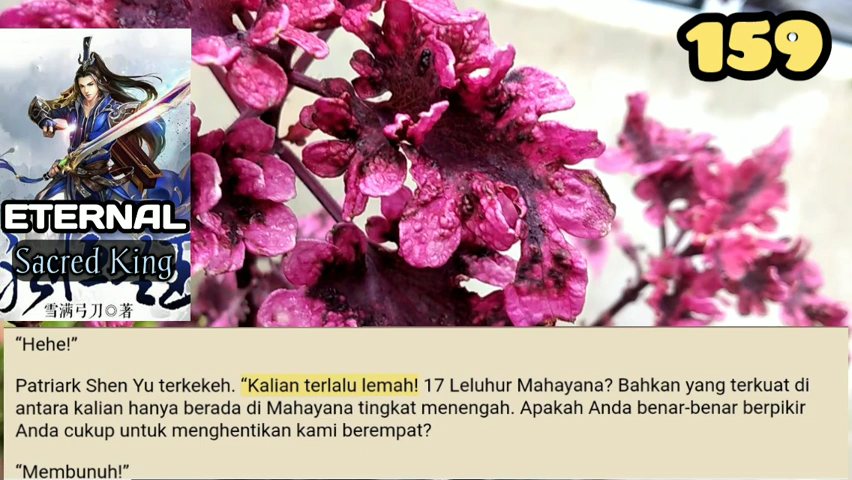 159
ETERNAL
Sacred King
雪满弓刀◎著
“Hehe!”
Patriark Shen Yu terkekeh. “Kalian terlalu lemah! 17 Leluhur Mahayana? Bahkan yang terkuat di
antara kalian hanya berada di Mahayana tingkat menengah. Apakah Anda benar-benar berpikir
Anda cukup untuk menghentikan kami berempat?
“Membunuh!”